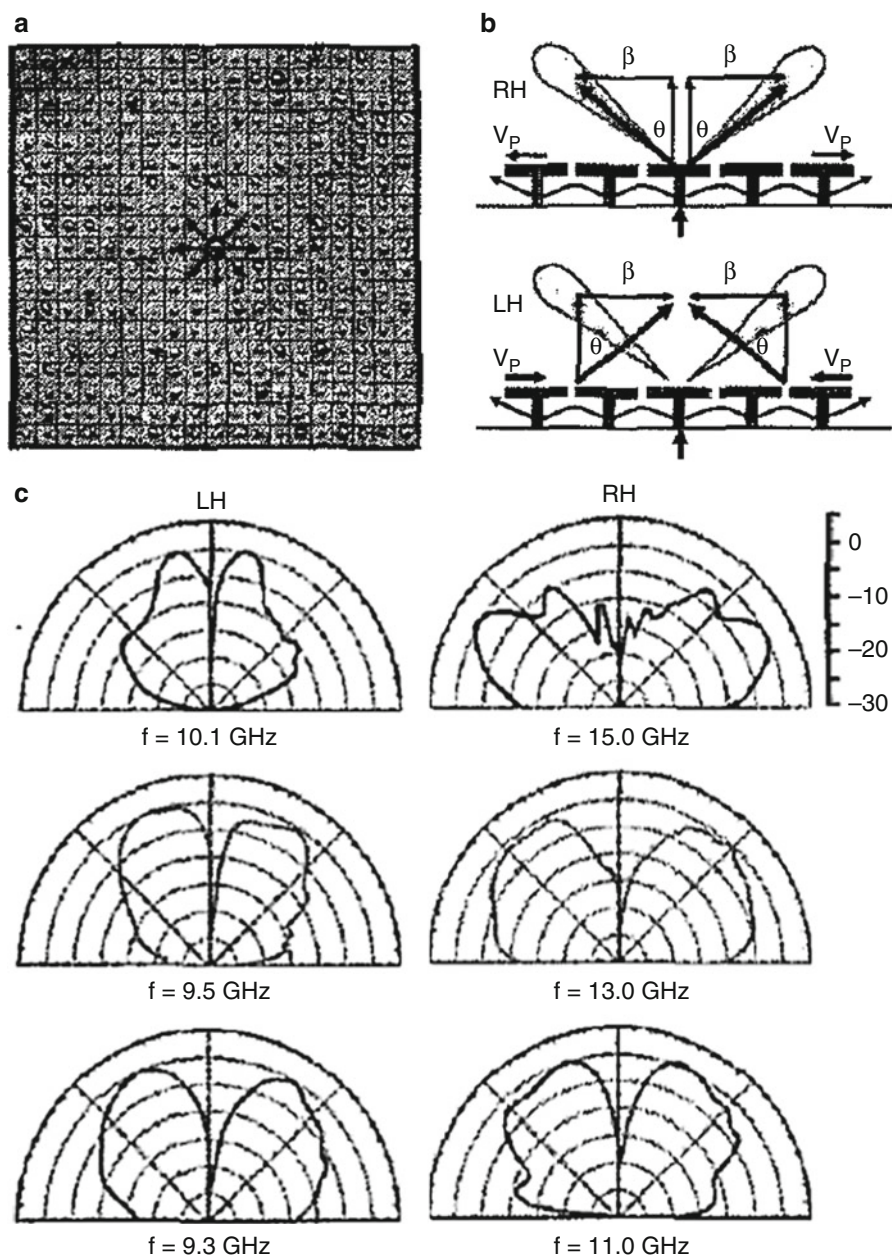 a
b
RH
β β
θ θ
V_P V_P
LH
β β
θ θ
V_P V_P
c
LH RH
0
−10
−20
−30
f = 10.1 GHz f = 15.0 GHz
f = 9.5 GHz f = 13.0 GHz
f = 9.3 GHz f = 11.0 GHz